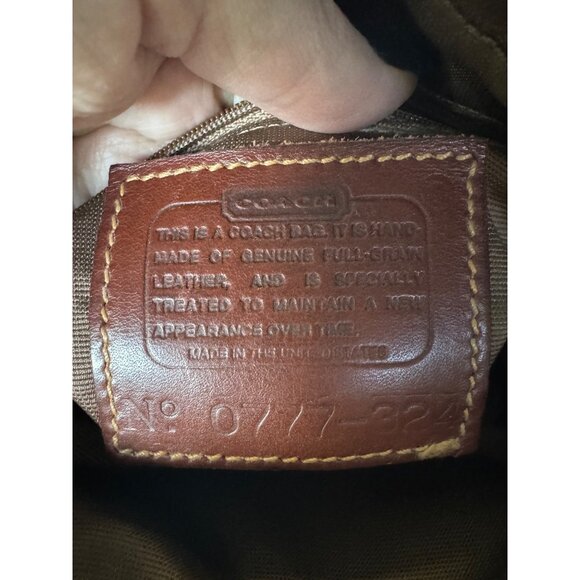 COACH
THIS IS A COACH BAG. IT IS HAND-
MADE OF GENUINE FULL-GRAIN
LEATHER, AND IS SPECIALLY
TREATED TO MAINTAIN A NEW
APPEARANCE OVER TIME.
MADE IN THE UNITED STATES
No 0777-324